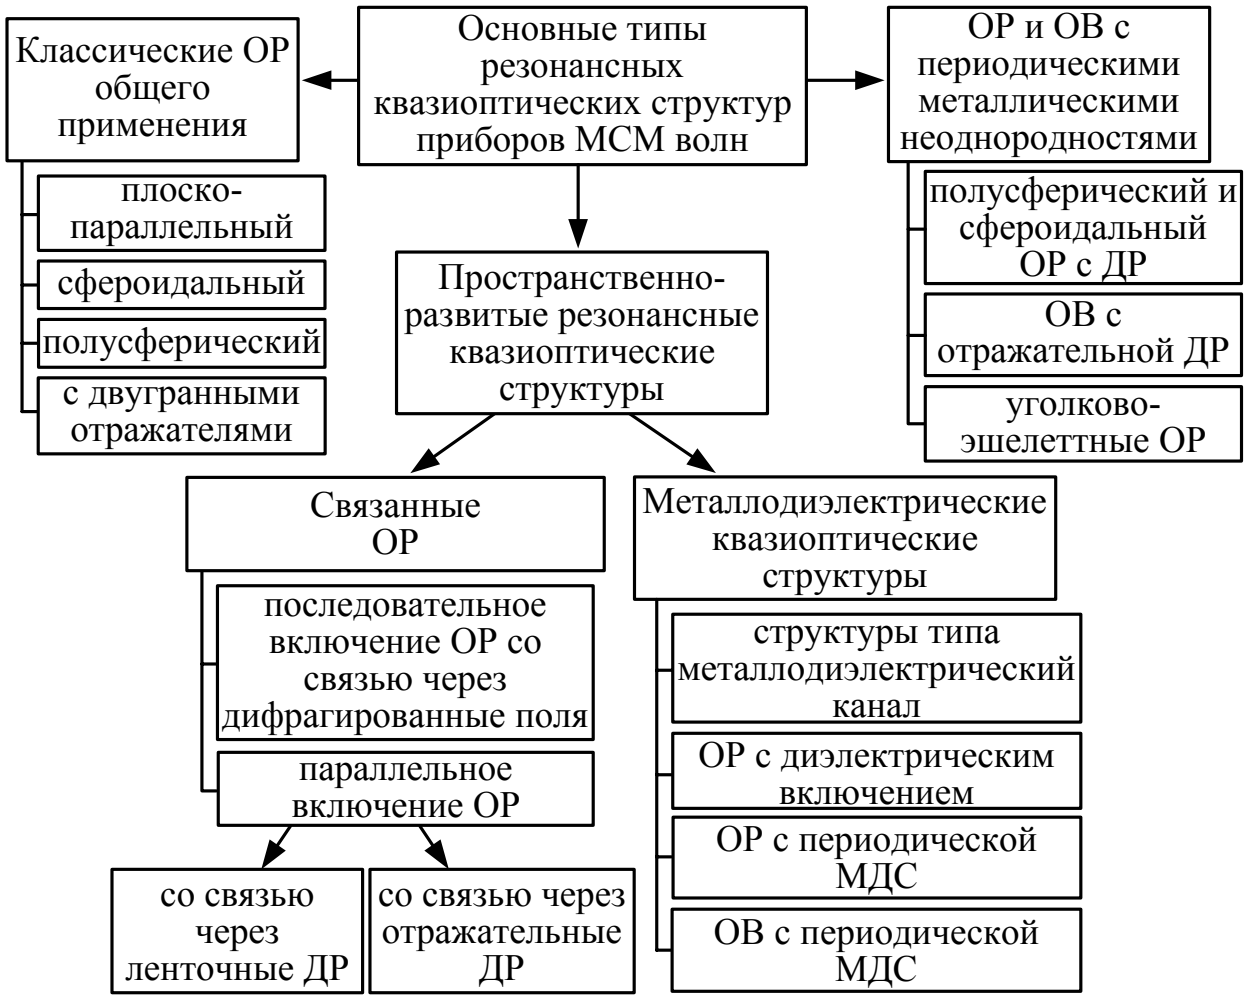 Основные типы
резонансных
квазиоптических структур
приборов МСМ волн
Классические ОР
общего
применения
плоско-
параллельный
сфероидальный
полусферический
с двугранными
отражателями
ОР и ОВ с
периодическими
металлическими
неоднородностями
полусферический и
сфероидальный
ОР с ДР
ОВ с
отражательной ДР
уголково-
эшелеттные ОР
Пространственно-
развитые резонансные
квазиоптические
структуры
Связанные
ОР
последовательное
включение ОР со
связью через
дифрагированные поля
параллельное
включение ОР
со связью
через
ленточные ДР
со связью через
отражательные
ДР
Металлодиэлектрические
квазиоптические
структуры
структуры типа
металлодиэлектрический
канал
ОР с диэлектрическим
включением
ОР с периодической
МДС
ОВ с периодической
МДС